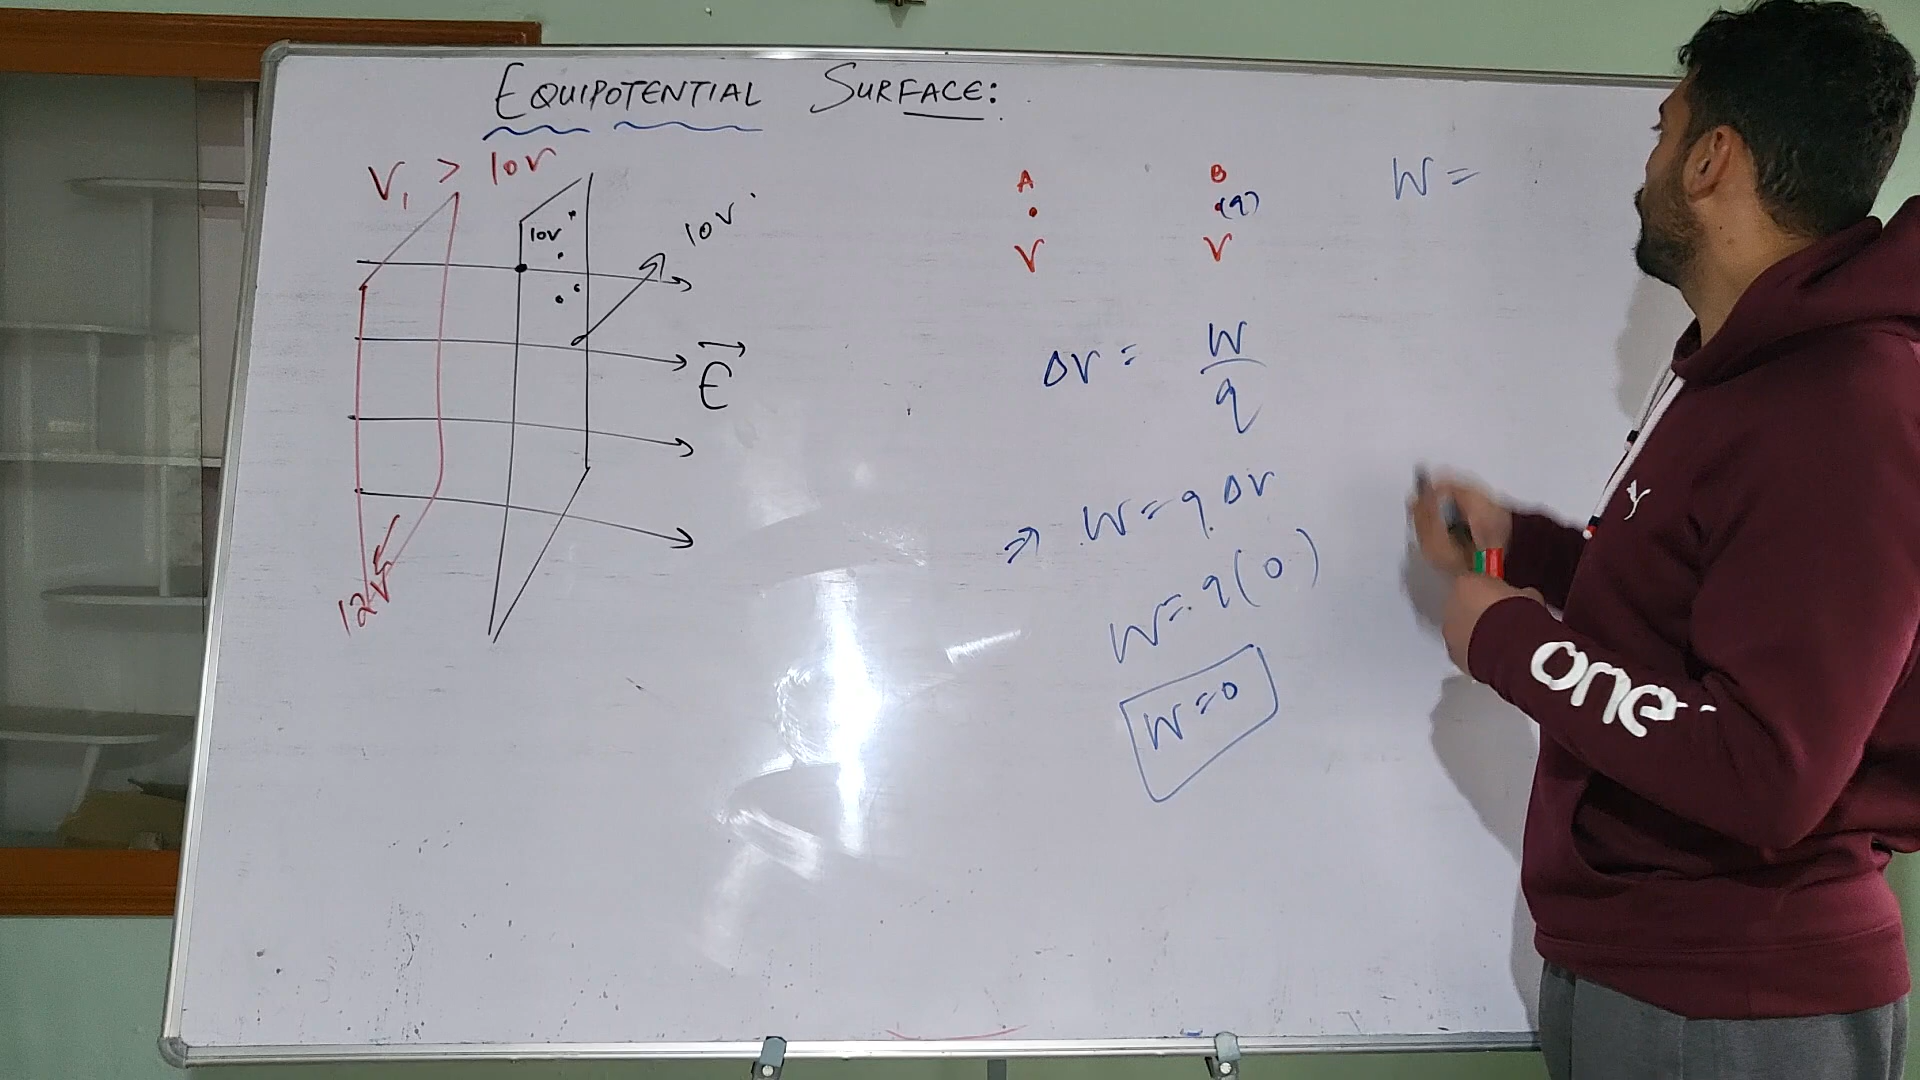 EQUIPOTENTIAL SURFACE:
V₁ > 10V
10V
10V
E⃗
12V
A B
(q)
V V
ΔV = W/q
⇒ W = q ΔV
W = q(0)
W = 0
W =
one